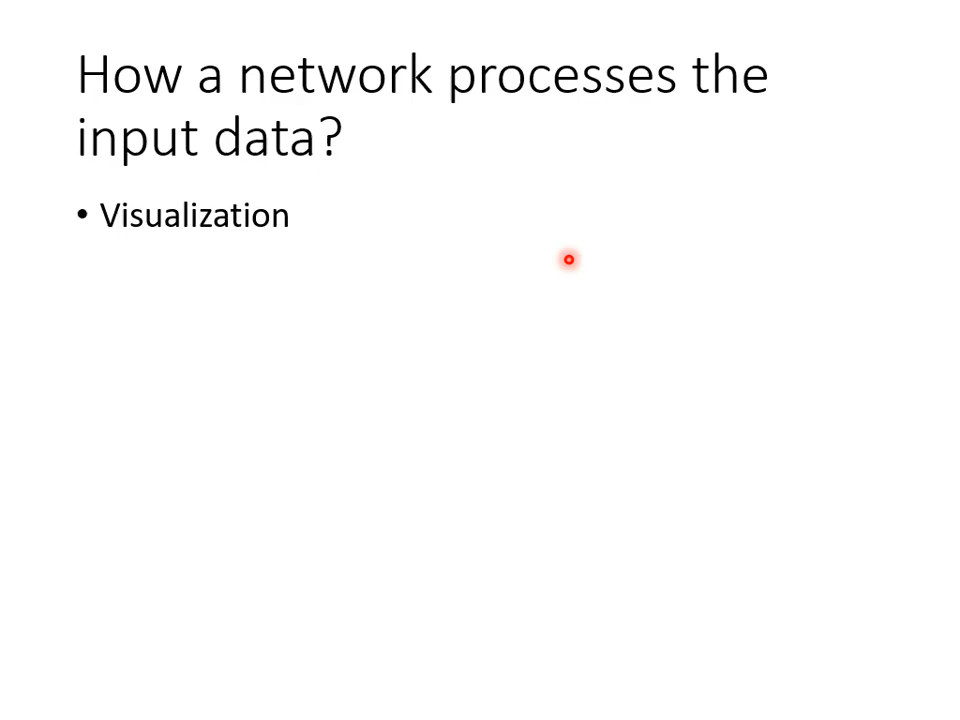 How a network processes the
input data?
• Visualization